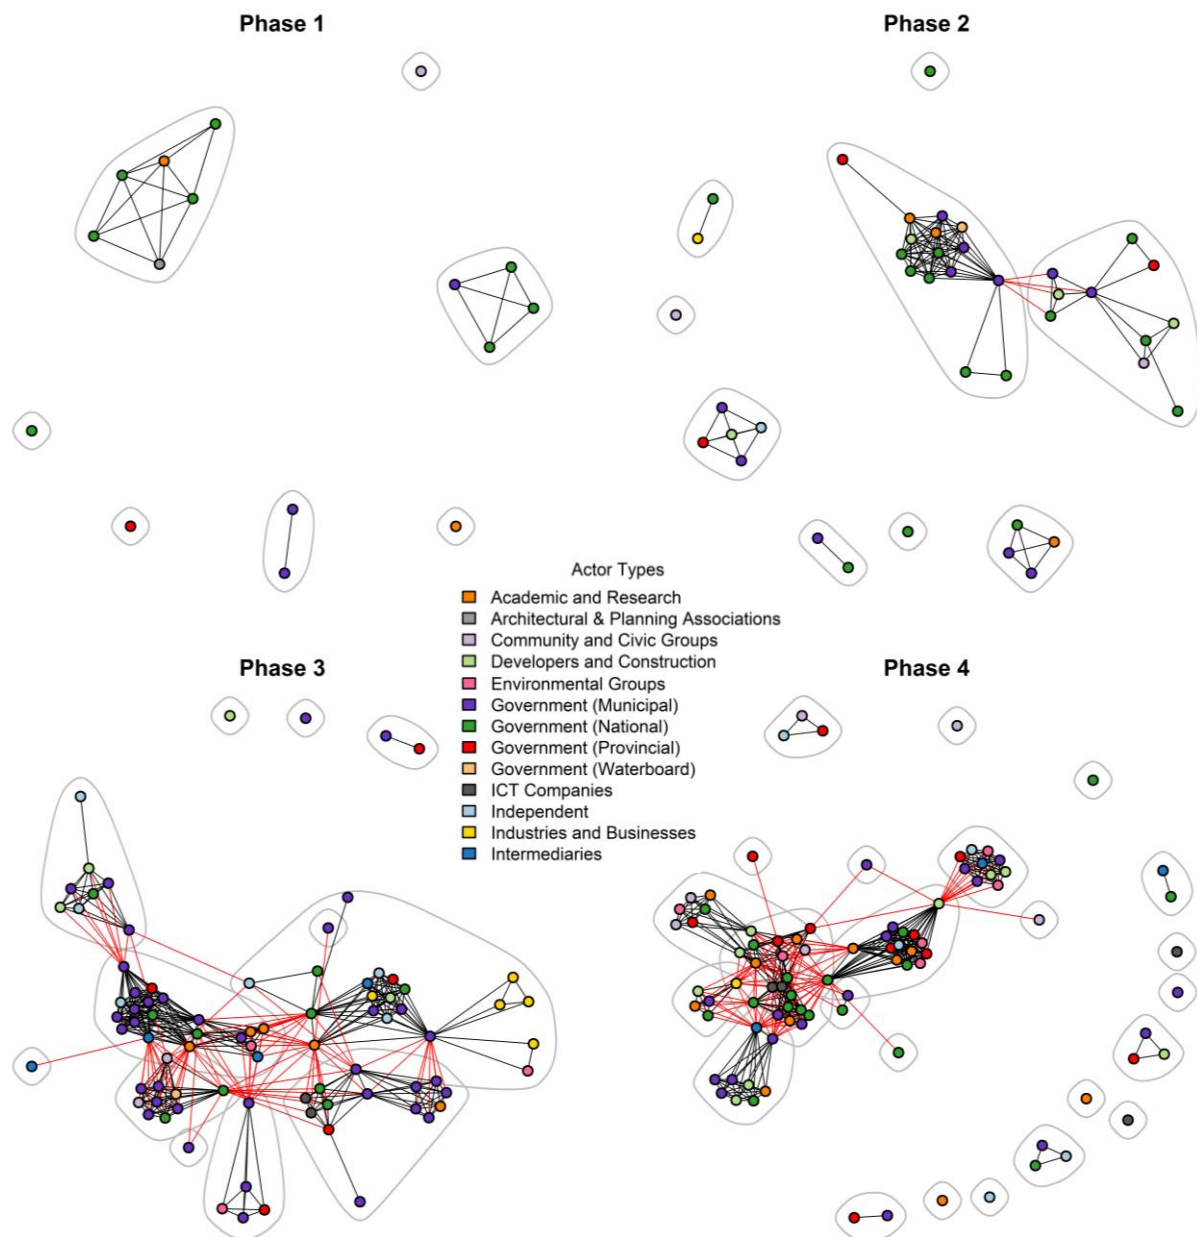 Phase 1
Phase 2
Actor Types
Academic and Research
Architectural & Planning Associations
Community and Civic Groups
Developers and Construction
Environmental Groups
Government (Municipal)
Government (National)
Government (Provincial)
Government (Waterboard)
ICT Companies
Independent
Industries and Businesses
Intermediaries
Phase 3
Phase 4